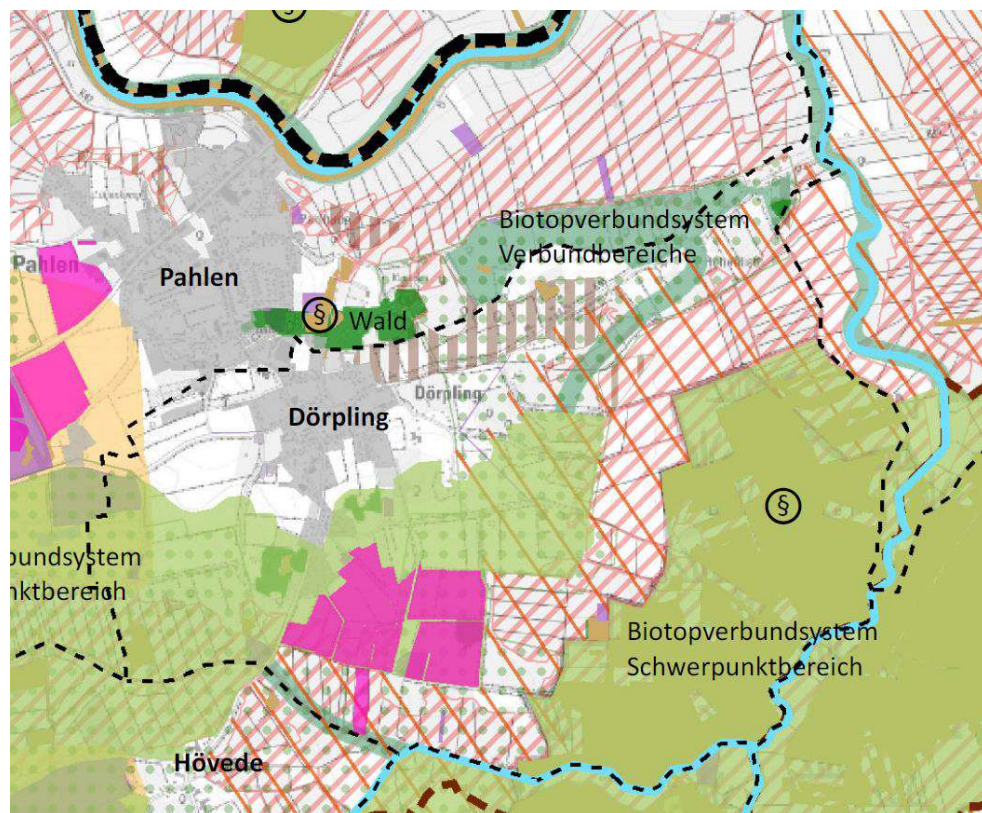 §
Biotopverbundsystem
Verbundbereiche
Pahlen
Pahlen
§
Wald
Dörpling
Dörpling
§
bundsystem
nktbereich
Biotopverbundsystem
Schwerpunktbereich
Hövede